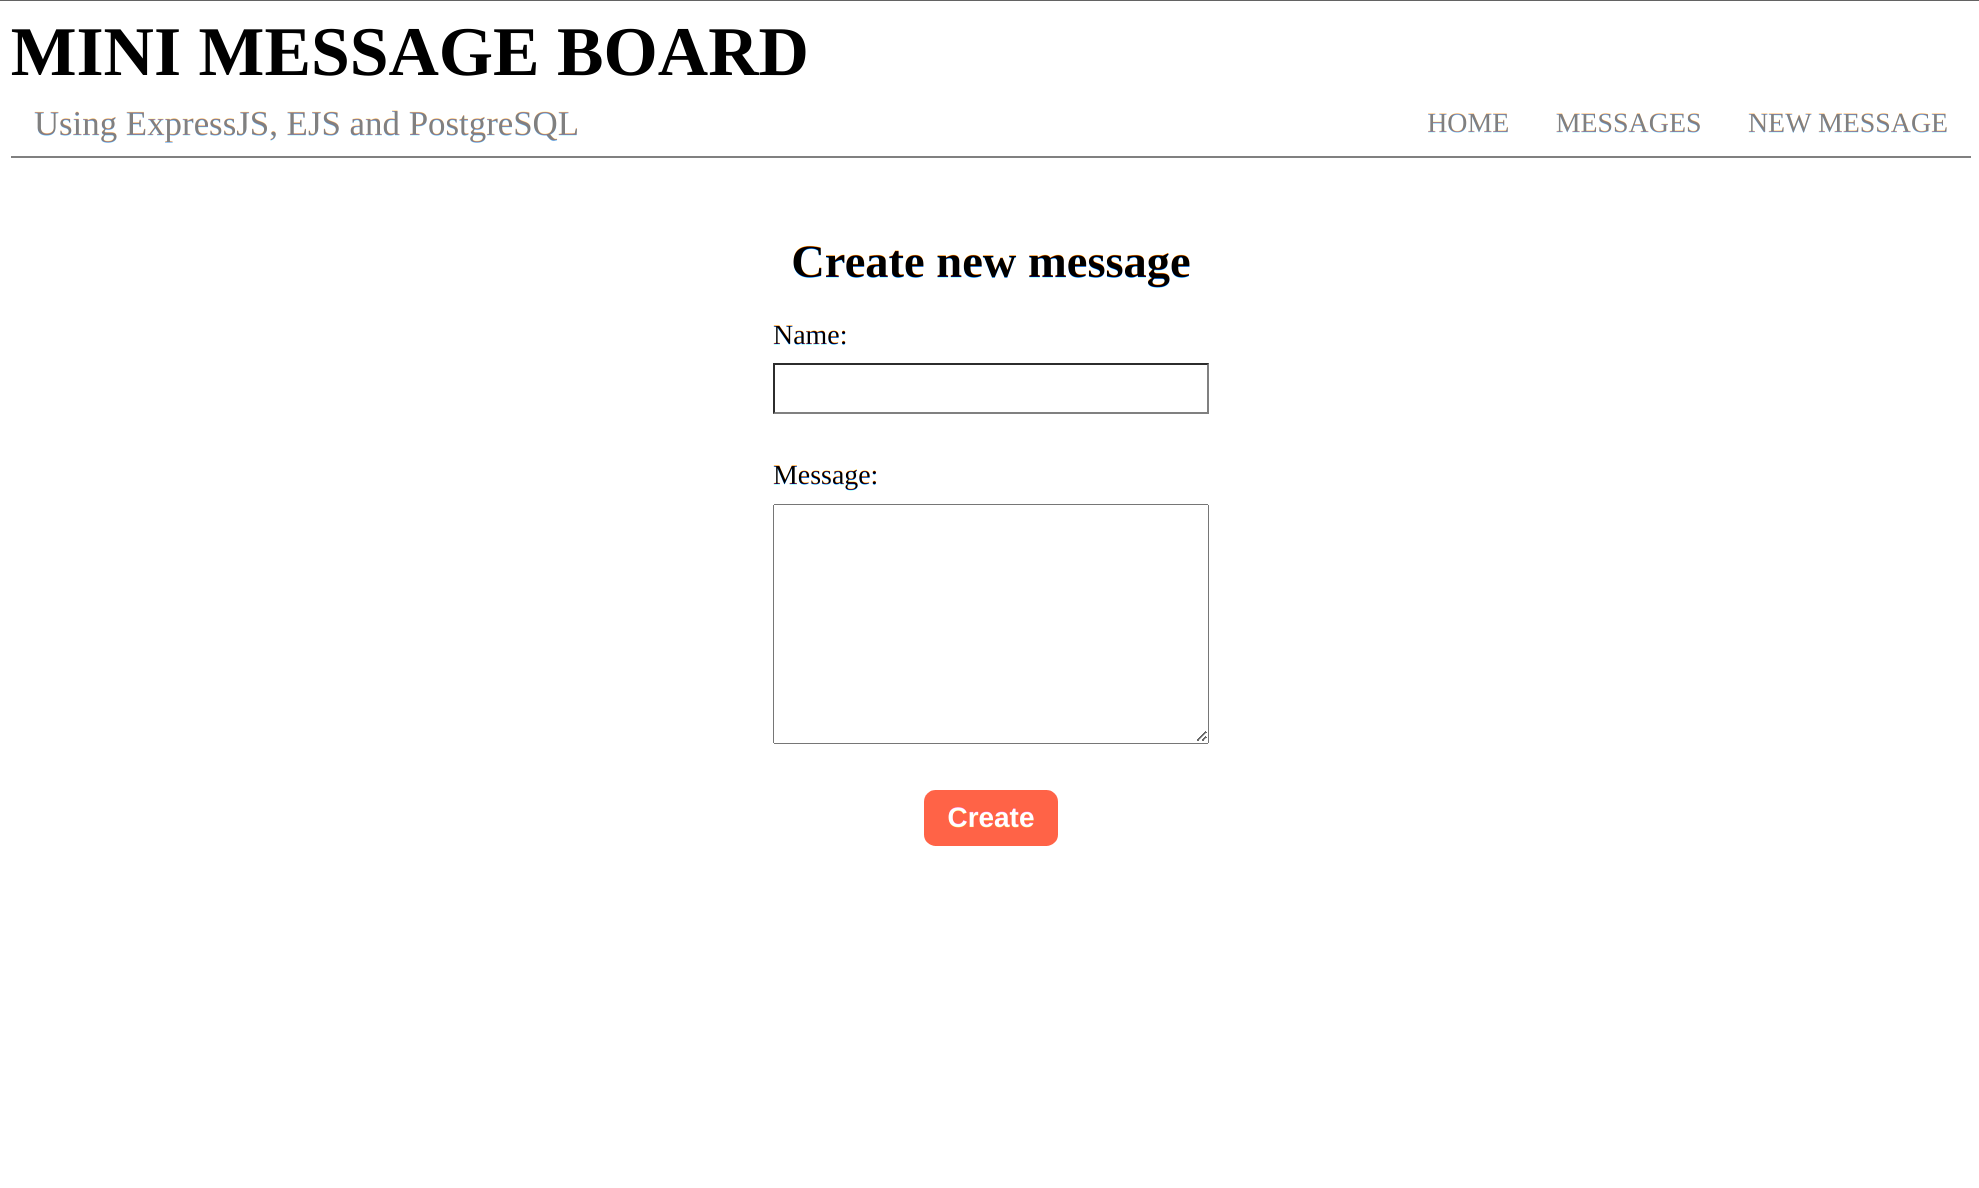 MINI MESSAGE BOARD
Using ExpressJS, EJS and PostgreSQL
HOME MESSAGES NEW MESSAGE
Create new message
Name:
Message:
Create